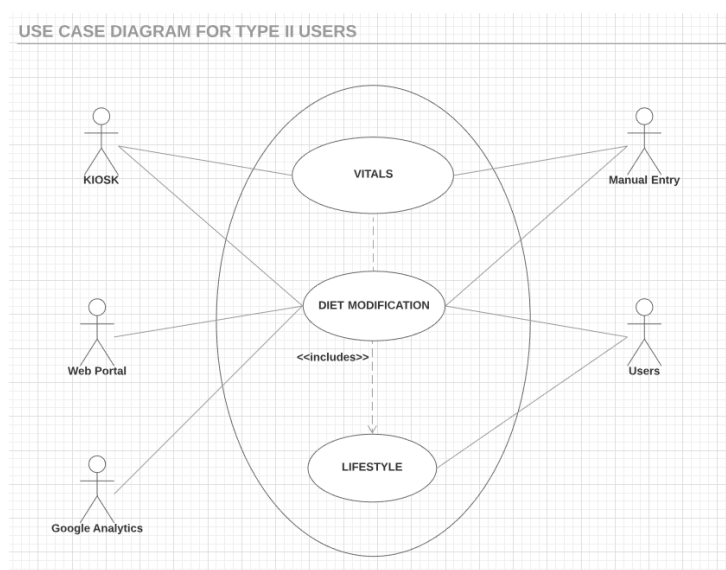 USE CASE DIAGRAM FOR TYPE II USERS
VITALS
KIOSK
Manual Entry
DIET MODIFICATION
<<includes>>
Web Portal
Users
LIFESTYLE
Google Analytics